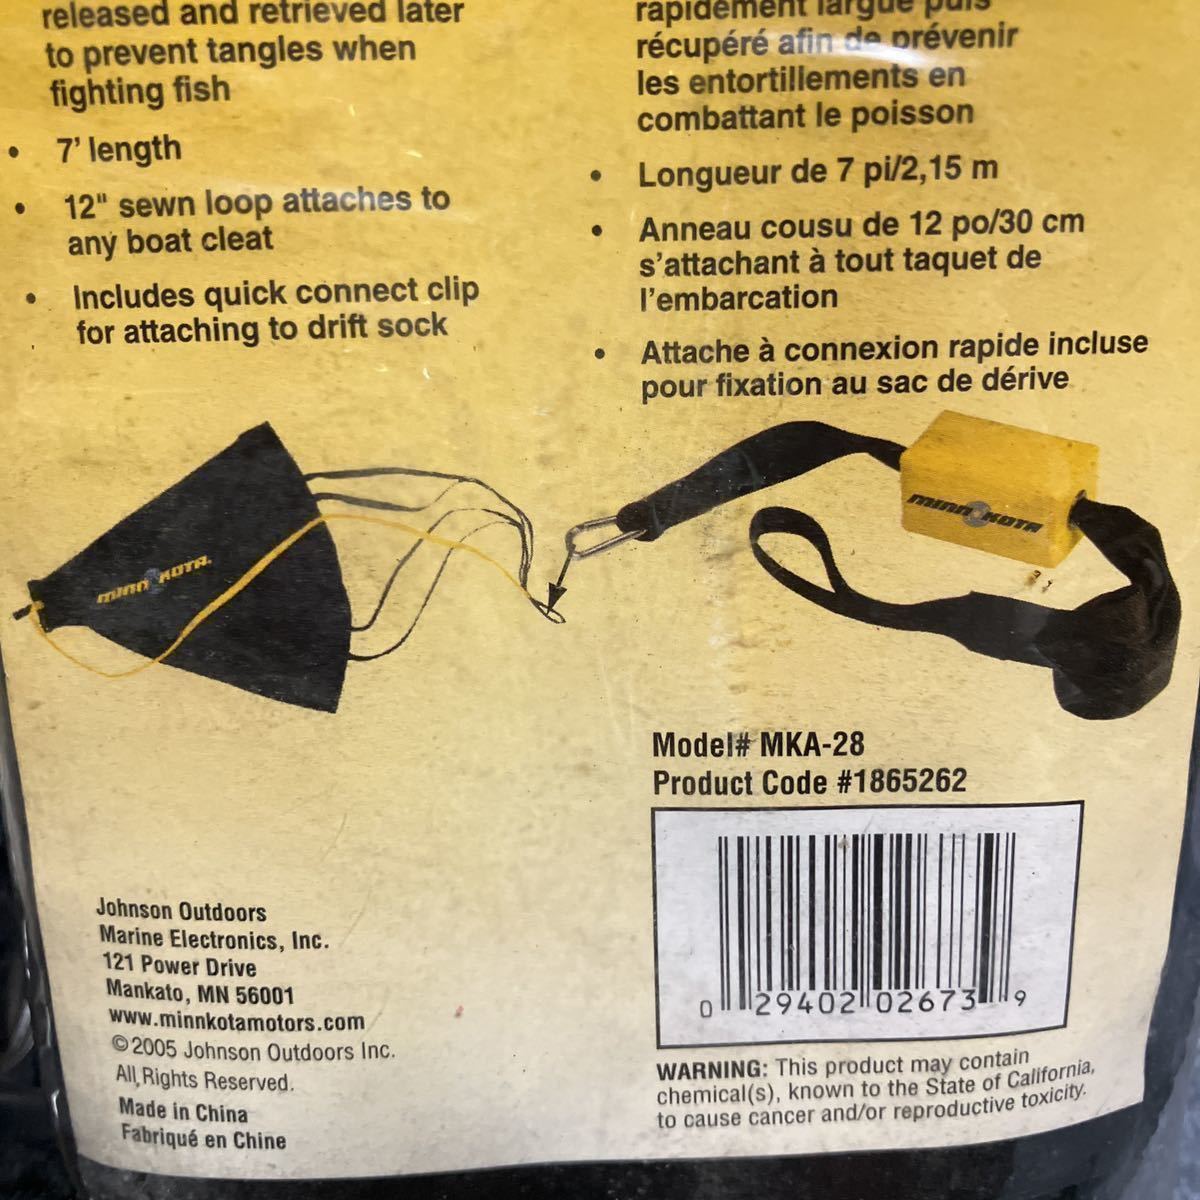 released and retrieved later
to prevent tangles when
fighting fish
• 7' length
• 12" sewn loop attaches to
any boat cleat
• Includes quick connect clip
for attaching to drift sock
rapidement largué puis
récupéré afin de prévenir
les entortillements en
combattant le poisson
• Longueur de 7 pi/2,15 m
• Anneau cousu de 12 po/30 cm
s'attachant à tout taquet de
l'embarcation
• Attache à connexion rapide incluse
pour fixation au sac de dérive
MINN KOTA.
MINN KOTA
Model# MKA-28
Product Code #1865262
0 29402 02673 9
WARNING: This product may contain
chemical(s), known to the State of California,
to cause cancer and/or reproductive toxicity.
Johnson Outdoors
Marine Electronics, Inc.
121 Power Drive
Mankato, MN 56001
www.minnkotamotors.com
©2005 Johnson Outdoors Inc.
All Rights Reserved.
Made in China
Fabriqué en Chine